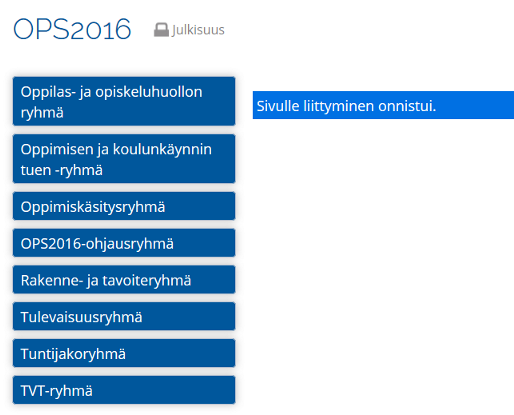 OPS2016
Julkisuus
Oppilas- ja opiskeluhuollon
ryhmä
Oppimisen ja koulunkäynnin
tuen -ryhmä
Oppimiskäsitysryhmä
OPS2016-ohjausryhmä
Rakenne- ja tavoiteryhmä
Tulevaisuusryhmä
Tuntijakoryhmä
TVT-ryhmä
Sivulle liittyminen onnistui.